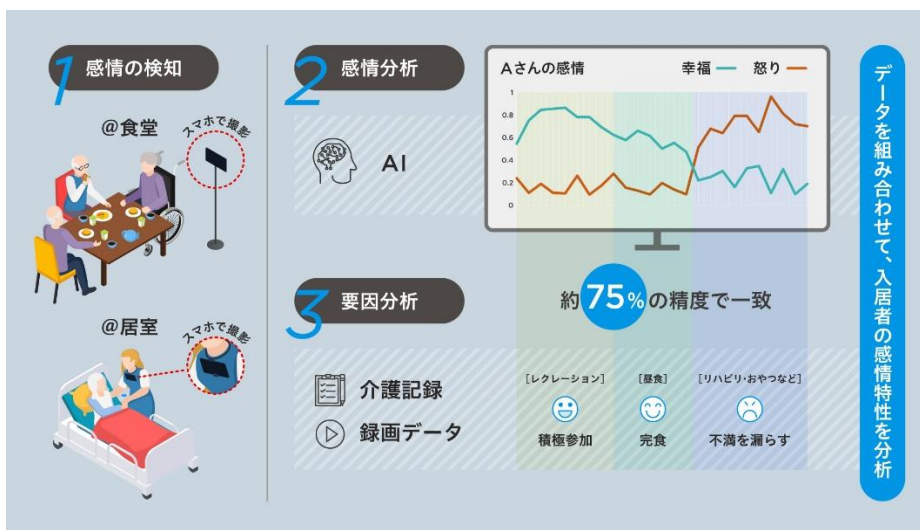 1 感情の検知
@食堂
スマホで撮影
@居室
スマホで撮影
2 感情分析
AI
Aさんの感情 幸福 怒り
1
0.8
0.6
0.4
0.2
0
3 要因分析
約75%の精度で一致
介護記録
録画データ
[レクレーション] [昼食] [リハビリ・おやつなど]
積極参加 完食 不満を漏らす
データを組み合わせて、入居者の感情特性を分析